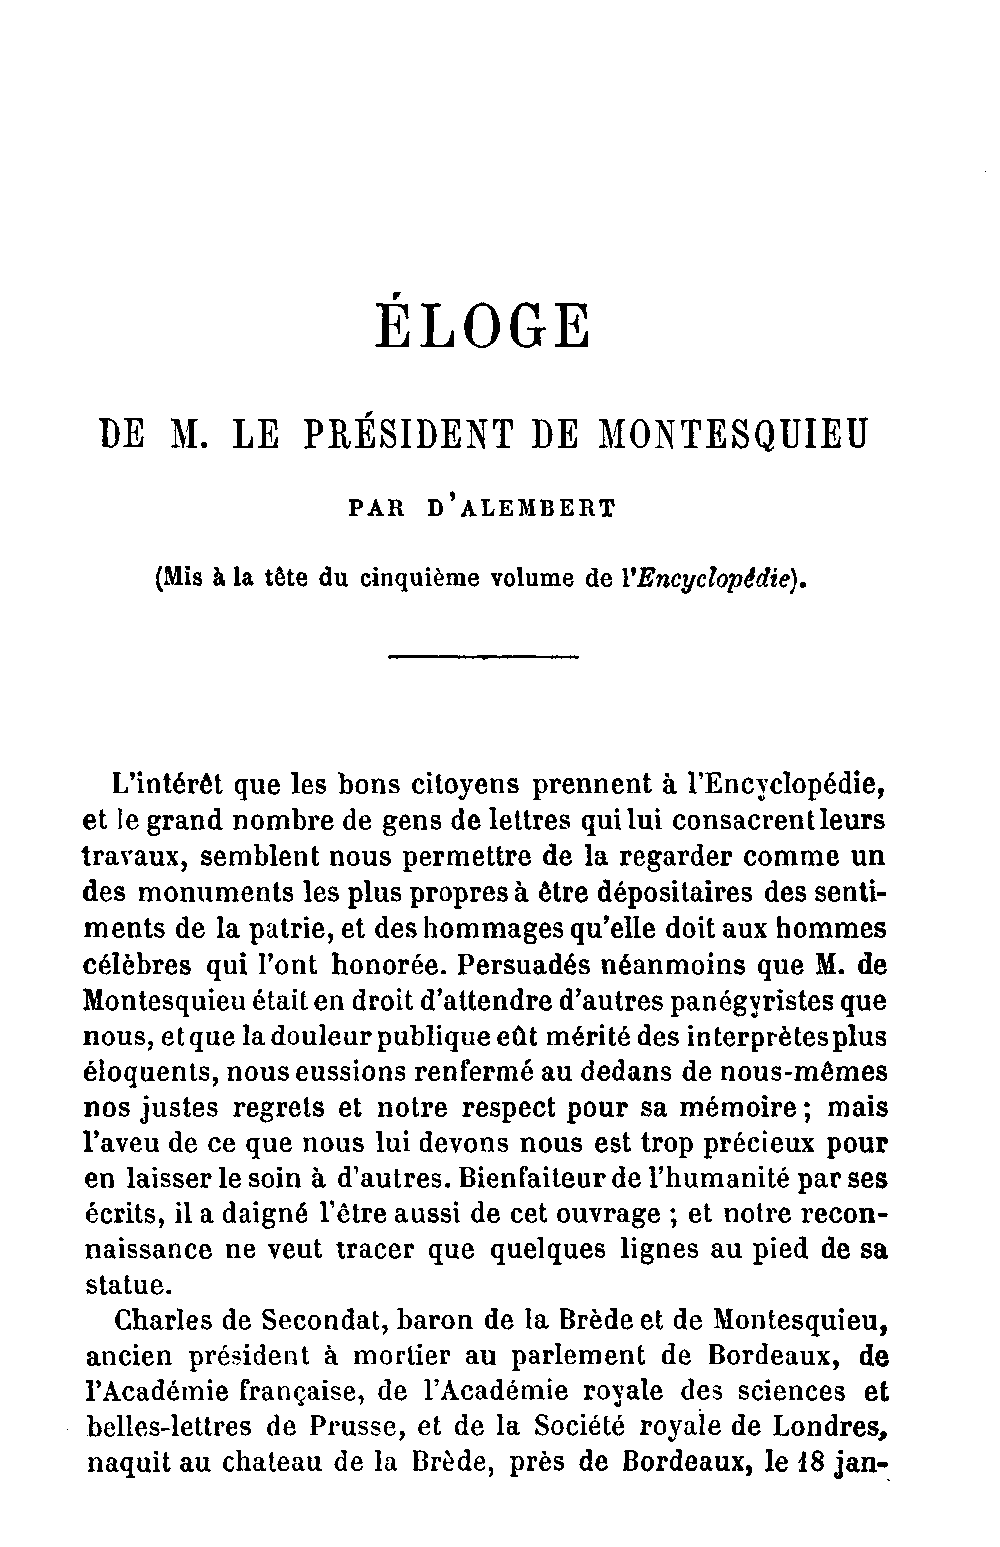 ÉLOGE
DE M. LE PRÉSIDENT DE MONTESQUIEU
PAR D'ALEMBERT
(Mis à la tête du cinquième volume de l'Encyclopédie).
L'intérêt que les bons citoyens prennent à l'Encyclopédie,
et le grand nombre de gens de lettres qui lui consacrent leurs
travaux, semblent nous permettre de la regarder comme un
des monuments les plus propres à être dépositaires des senti-
ments de la patrie, et des hommages qu'elle doit aux hommes
célèbres qui l'ont honorée. Persuadés néanmoins que M. de
Montesquieu était en droit d'attendre d'autres panégyristes que
nous, et que la douleur publique eût mérité des interprètes plus
éloquents, nous eussions renfermé au dedans de nous-mêmes
nos justes regrets et notre respect pour sa mémoire ; mais
l'aveu de ce que nous lui devons nous est trop précieux pour
en laisser le soin à d'autres. Bienfaiteur de l'humanité par ses
écrits, il a daigné l'être aussi de cet ouvrage ; et notre recon-
naissance ne veut tracer que quelques lignes au pied de sa
statue.
Charles de Secondat, baron de la Brède et de Montesquieu,
ancien président à mortier au parlement de Bordeaux, de
l'Académie française, de l'Académie royale des sciences et
belles-lettres de Prusse, et de la Société royale de Londres,
naquit au chateau de la Brède, près de Bordeaux, le 18 jan-